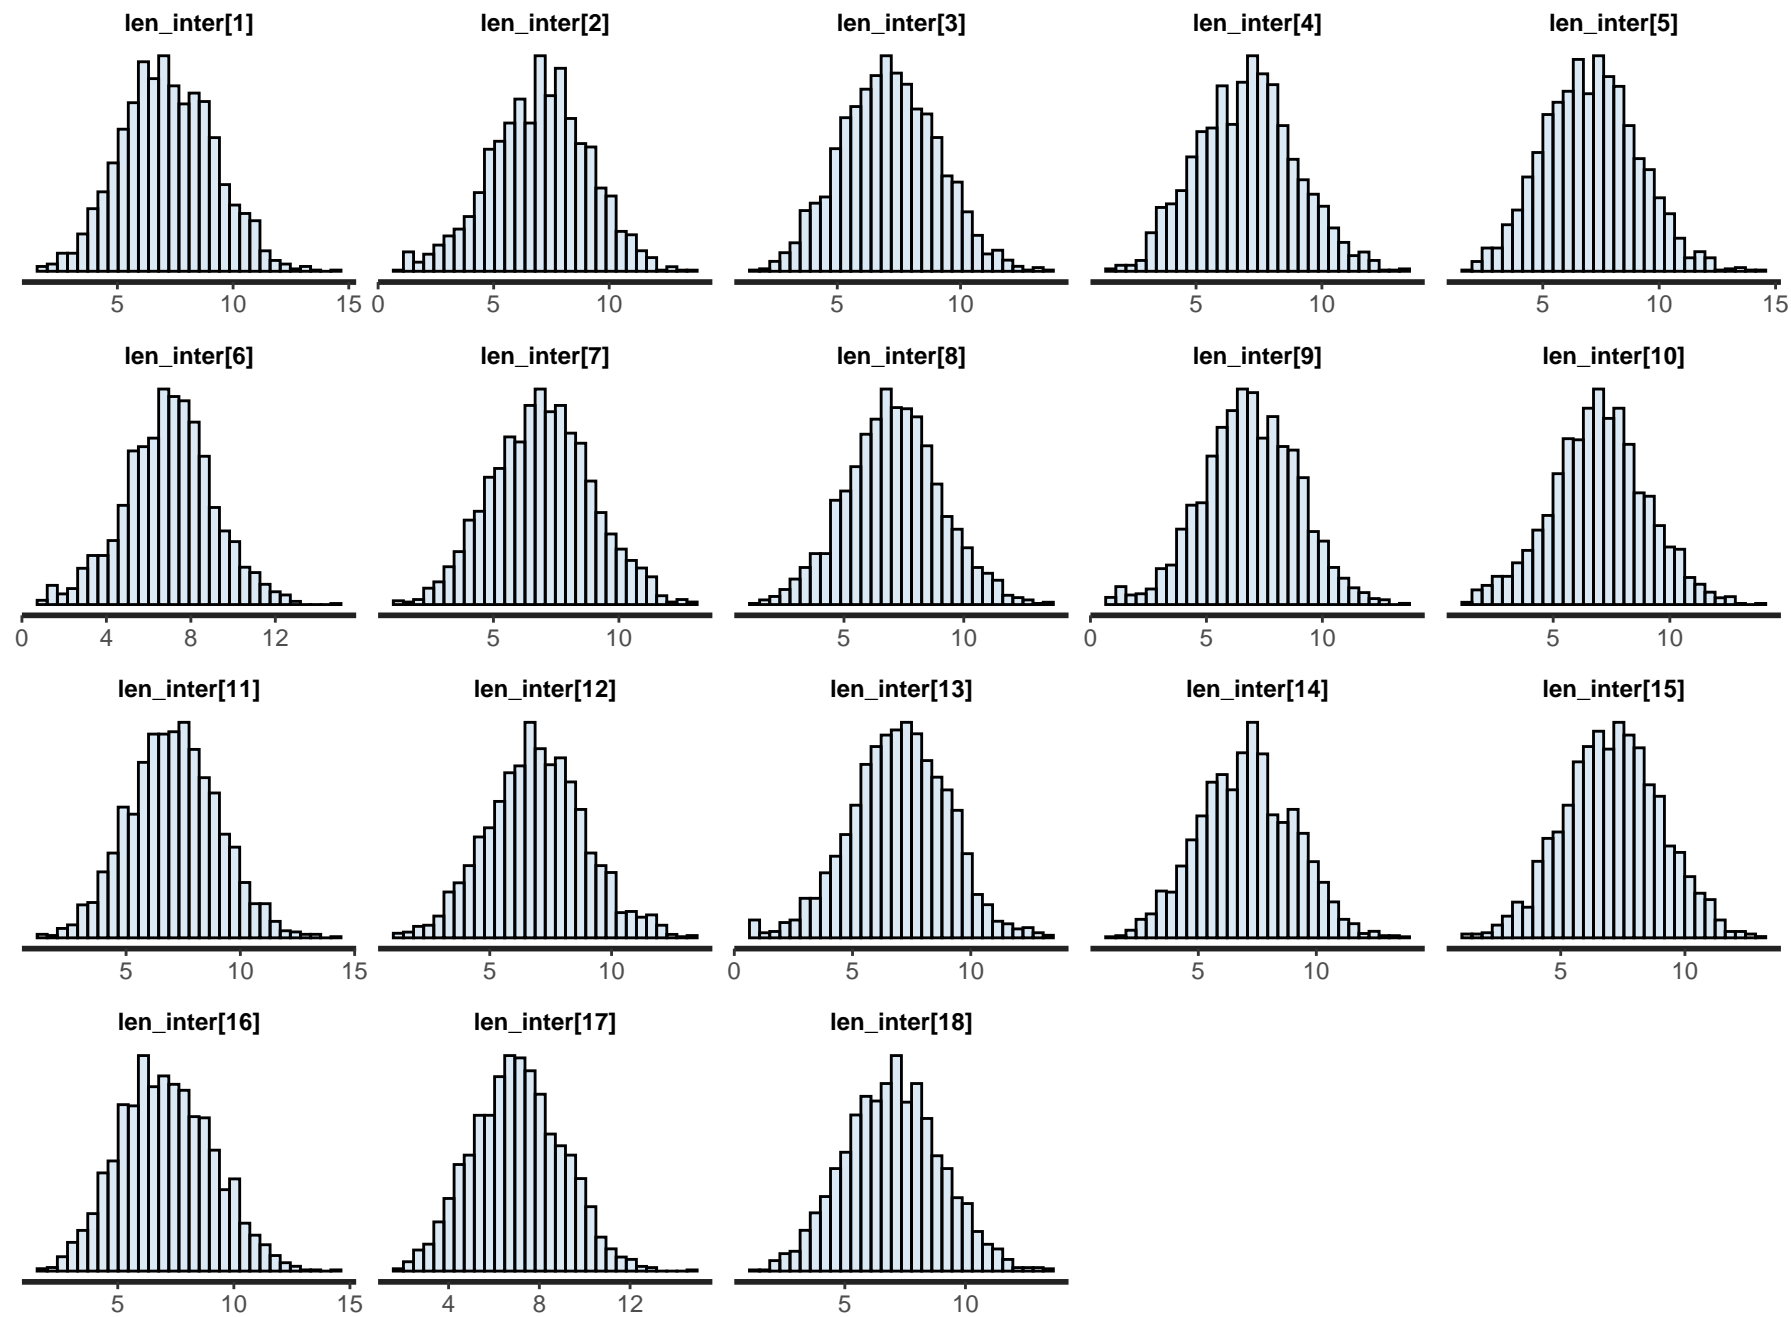 len_inter[1] len_inter[2] len_inter[3] len_inter[4] len_inter[5]
5 10 15 0 5 10 5 10 5 10 5 10 15
len_inter[6] len_inter[7] len_inter[8] len_inter[9] len_inter[10]
0 4 8 12 5 10 5 10 0 5 10 5 10
len_inter[11] len_inter[12] len_inter[13] len_inter[14] len_inter[15]
5 10 15 5 10 0 5 10 5 10 5 10
len_inter[16] len_inter[17] len_inter[18]
5 10 15 4 8 12 5 10